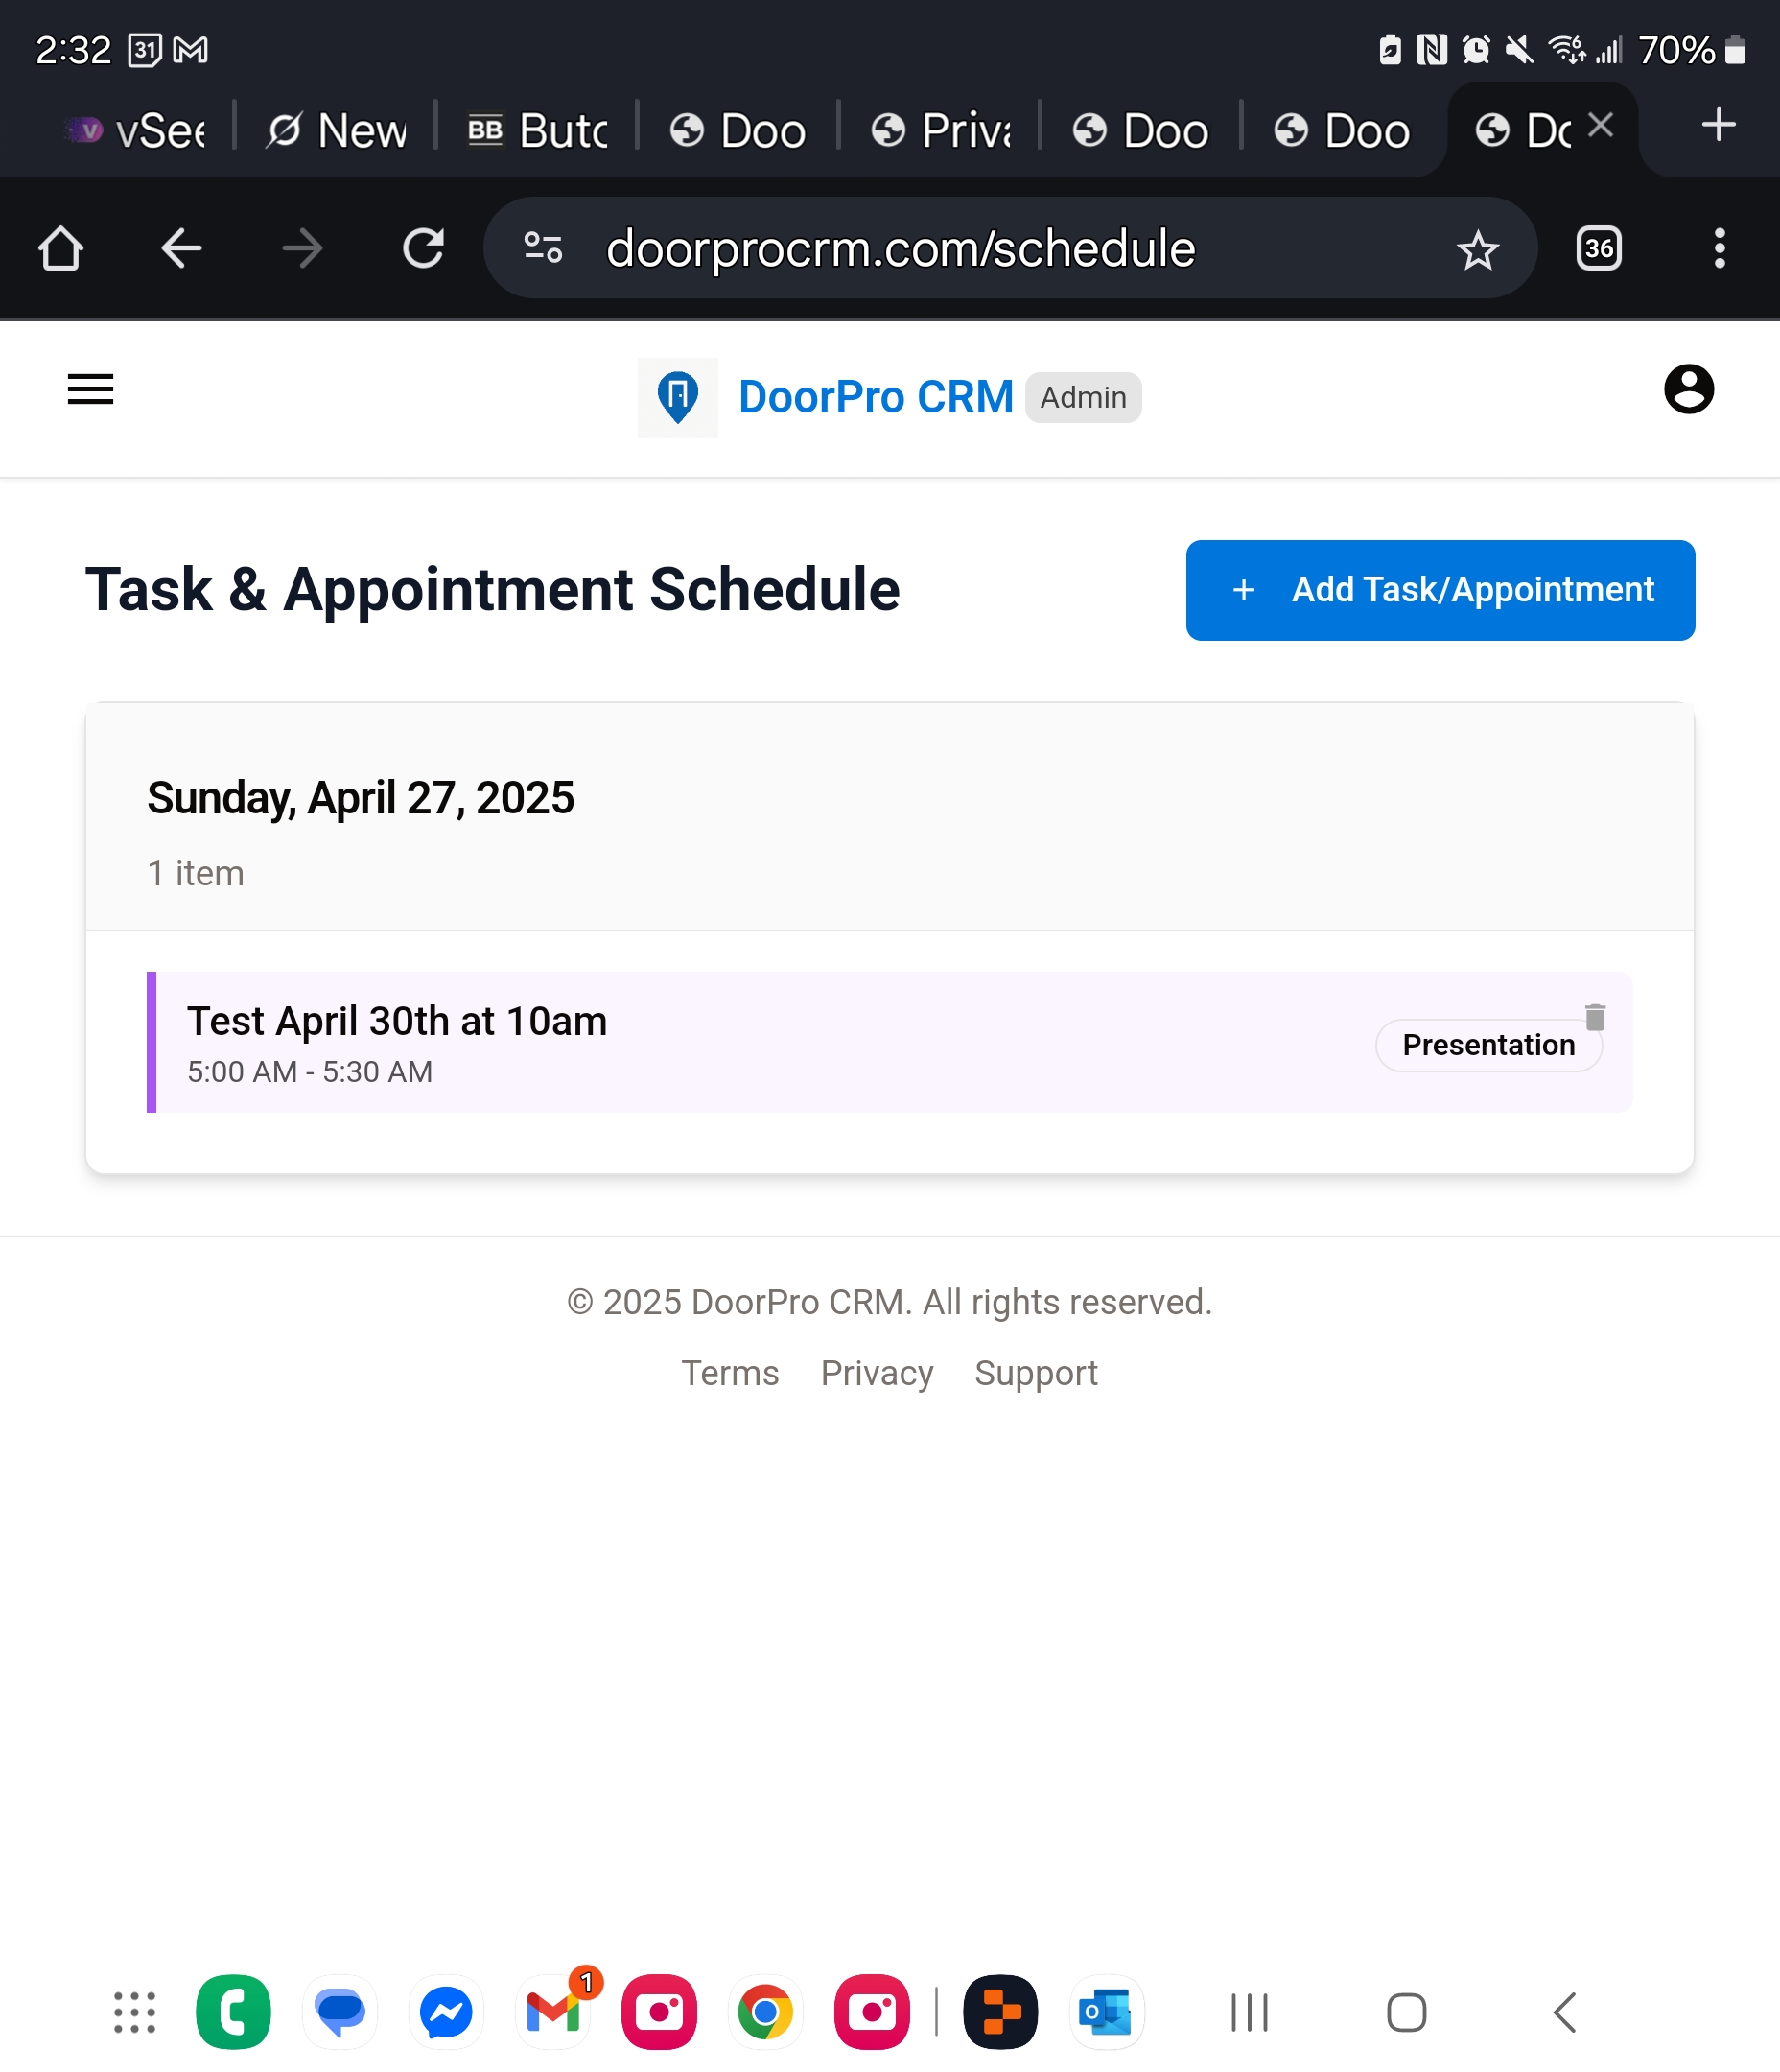 2:32 31 70%
vSee New BB Butc Doo Priva Doo Doo Do
doorprocrm.com/schedule 36
DoorPro CRM Admin
Task & Appointment Schedule
+ Add Task/Appointment
Sunday, April 27, 2025
1 item
Test April 30th at 10am
5:00 AM - 5:30 AM
Presentation
© 2025 DoorPro CRM. All rights reserved.
Terms Privacy Support
1